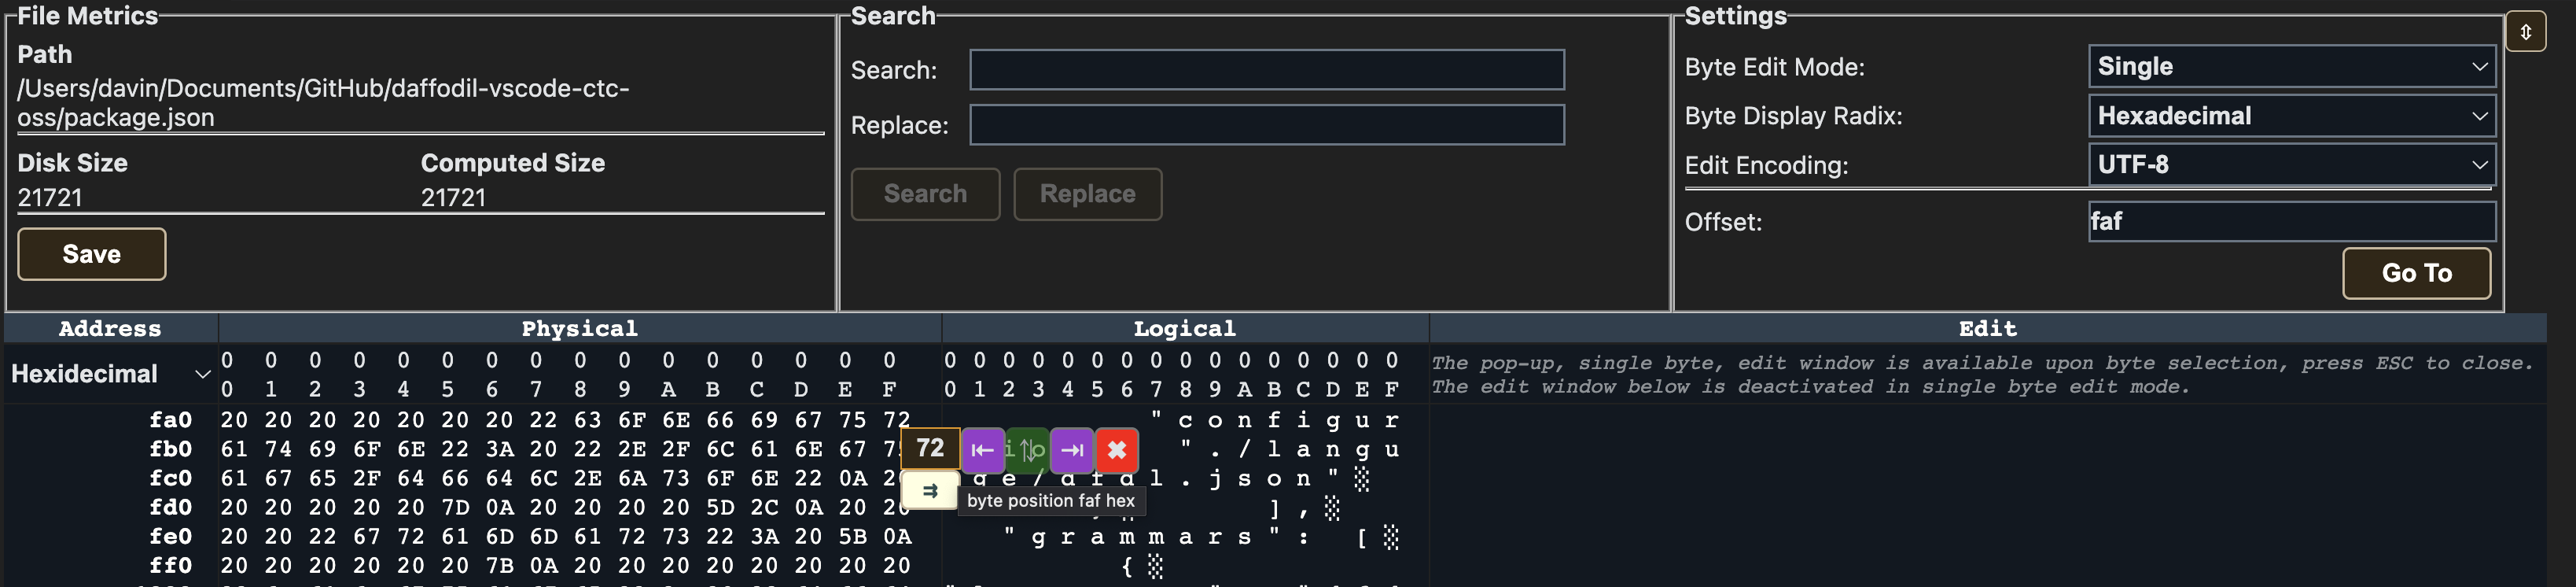 File Metrics
Path
/Users/davin/Documents/GitHub/daffodil-vscode-ctc-
oss/package.json
Disk Size Computed Size
21721 21721
Save
Search
Search:
Replace:
Search Replace
Settings
Byte Edit Mode: Single
Byte Display Radix: Hexadecimal
Edit Encoding: UTF-8
Offset: faf
Go To
Address Physical Logical Edit
Hexidecimal
0 0 0 0 0 0 0 0 0 0 0 0 0 0 0 0 0 0 0 0 0 0 0 0 0 0 0 0 0 0 0 0
0 1 2 3 4 5 6 7 8 9 A B C D E F 0 1 2 3 4 5 6 7 8 9 A B C D E F
The pop-up, single byte, edit window is available upon byte selection, press ESC to close.
The edit window below is deactivated in single byte edit mode.
fa0 20 20 20 20 20 20 20 22 63 6F 6E 66 69 67 75 72 " c o n f i g u r
fb0 61 74 69 6F 6E 22 3A 20 22 2E 2F 6C 61 6E 67 72 i o " . / l a n g u
fc0 61 67 65 2F 64 66 64 6C 2E 6A 73 6F 6E 22 0A g e / d f d l . j s o n "
byte position faf hex
fd0 20 20 20 20 20 7D 0A 20 20 20 20 5D 2C 0A 20 20 ] ,
fe0 20 20 22 67 72 61 6D 6D 61 72 73 22 3A 20 5B 0A " g r a m m a r s " : [
ff0 20 20 20 20 20 20 7B 0A 20 20 20 20 20 20 20 20 {